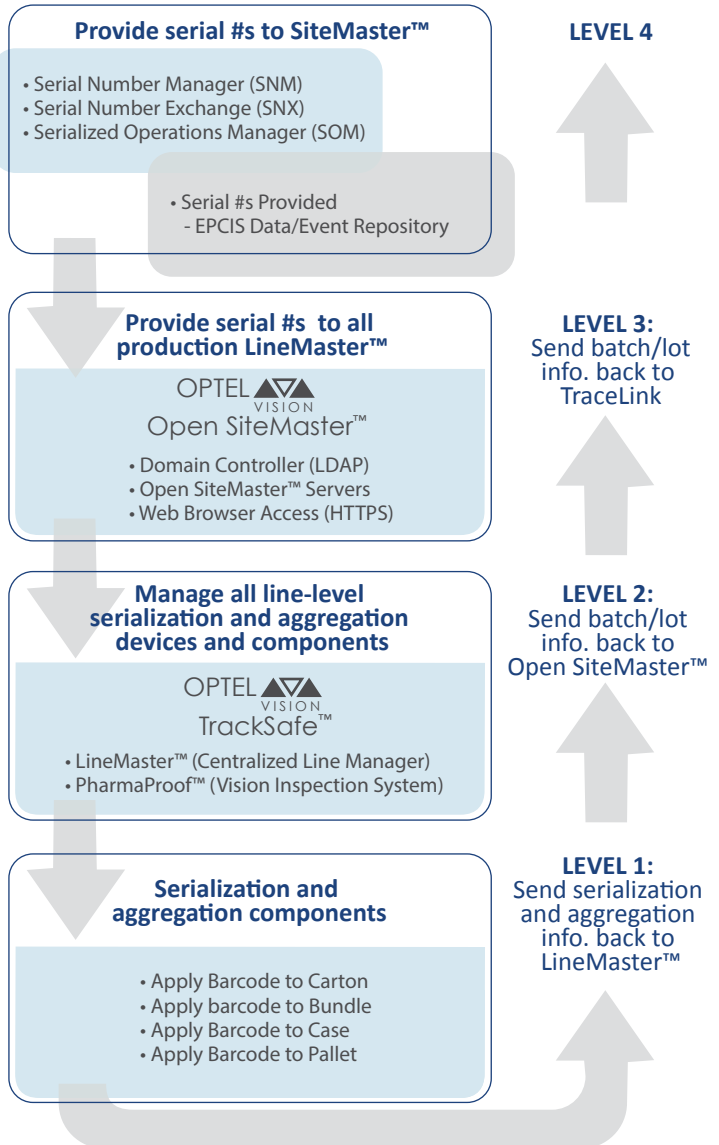 Provide serial #s to SiteMaster™
LEVEL 4
• Serial Number Manager (SNM)
• Serial Number Exchange (SNX)
• Serialized Operations Manager (SOM)
• Serial #s Provided
- EPCIS Data/Event Repository
Provide serial #s to all
production LineMaster™
OPTEL
VISION
Open SiteMaster™
• Domain Controller (LDAP)
• Open SiteMaster™ Servers
• Web Browser Access (HTTPS)
LEVEL 3:
Send batch/lot
info. back to
TraceLink
Manage all line-level
serialization and aggregation
devices and components
OPTEL
VISION
TrackSafe™
• LineMaster™ (Centralized Line Manager)
• PharmaProof™ (Vision Inspection System)
LEVEL 2:
Send batch/lot
info. back to
Open SiteMaster™
Serialization and
aggregation components
• Apply Barcode to Carton
• Apply barcode to Bundle
• Apply Barcode to Case
• Apply Barcode to Pallet
LEVEL 1:
Send serialization
and aggregation
info. back to
LineMaster™